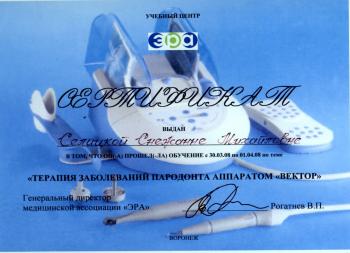 УЧЕБНЫЙ ЦЕНТР
эра
СЕРТИФИКАТ
ВЫДАН
Снежанне Михайловне
В ТОМ, ЧТО ОН(А) ПРОШЕЛ(-ЛА) ОБУЧЕНИЕ с 30.03.08 по 01.04.08 по теме
«ТЕРАПИЯ ЗАБОЛЕВАНИЙ ПАРОДОНТА АППАРАТОМ «ВЕКТОР»
Генеральный директор
медицинской ассоциации «ЭРА»
Рогатнев В.П.
ВОРОНЕЖ